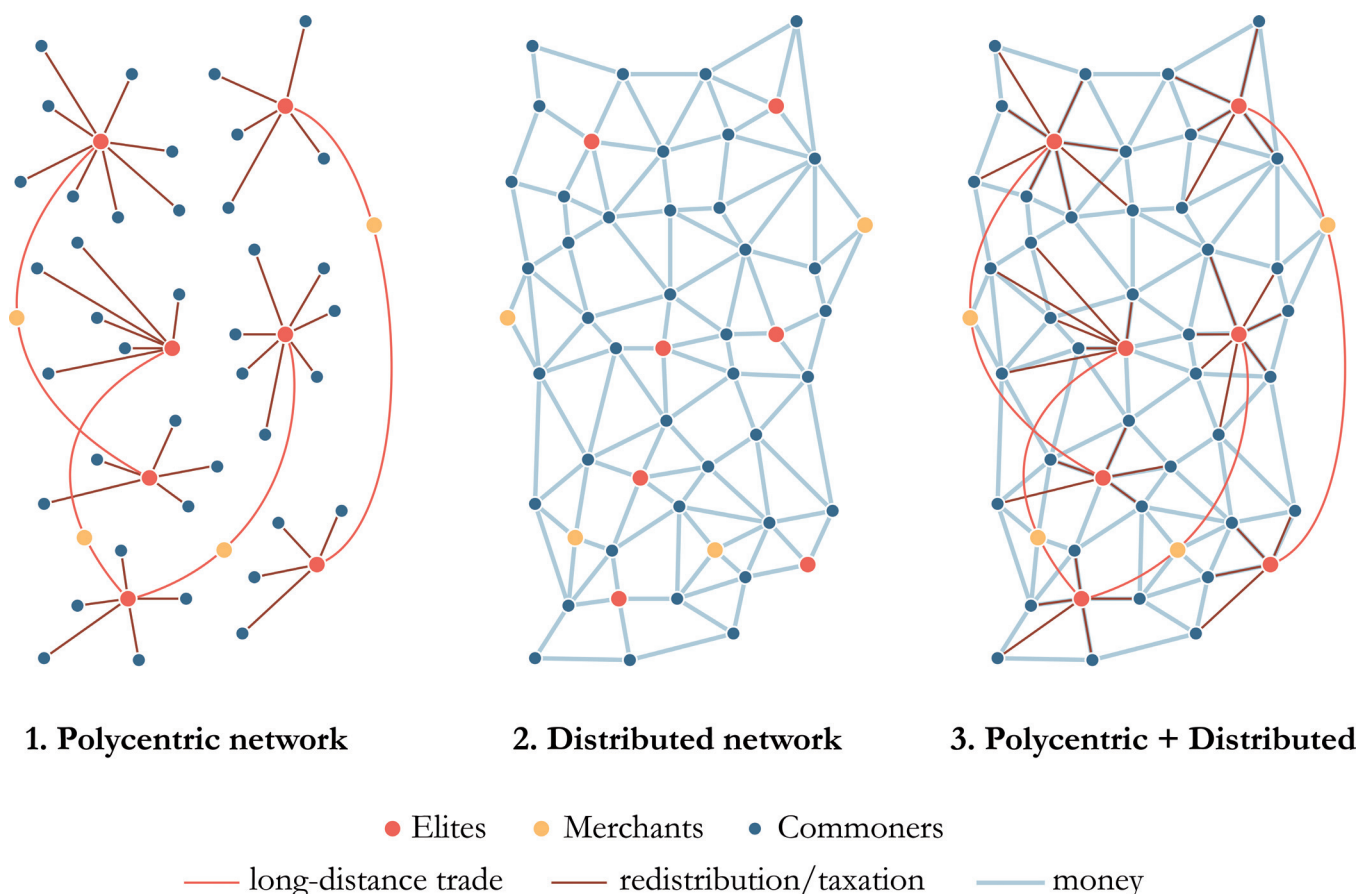 1. Polycentric network 2. Distributed network 3. Polycentric + Distributed
Elites Merchants Commoners
long-distance trade redistribution/taxation money